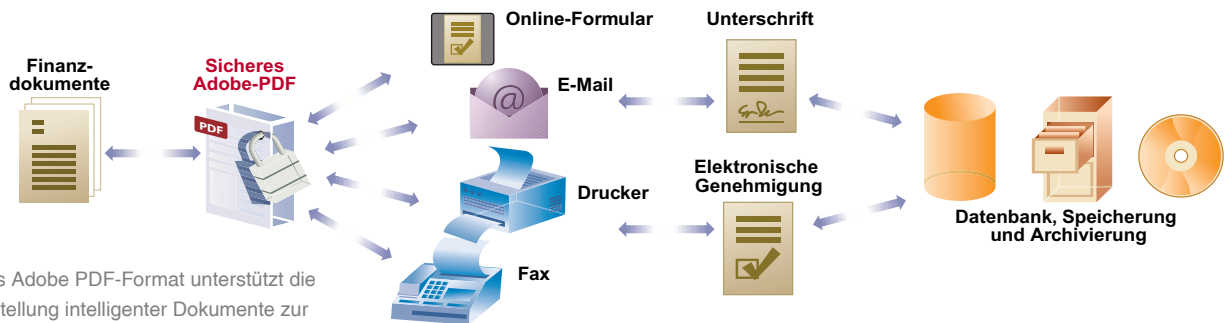 Finanz-
dokumente
Sicheres
Adobe-PDF
PDF
Online-Formular
@
E-Mail
Drucker
Fax
Unterschrift
Elektronische
Genehmigung
Datenbank, Speicherung
und Archivierung
s Adobe PDF-Format unterstützt die
tellung intelligenter Dokumente zur